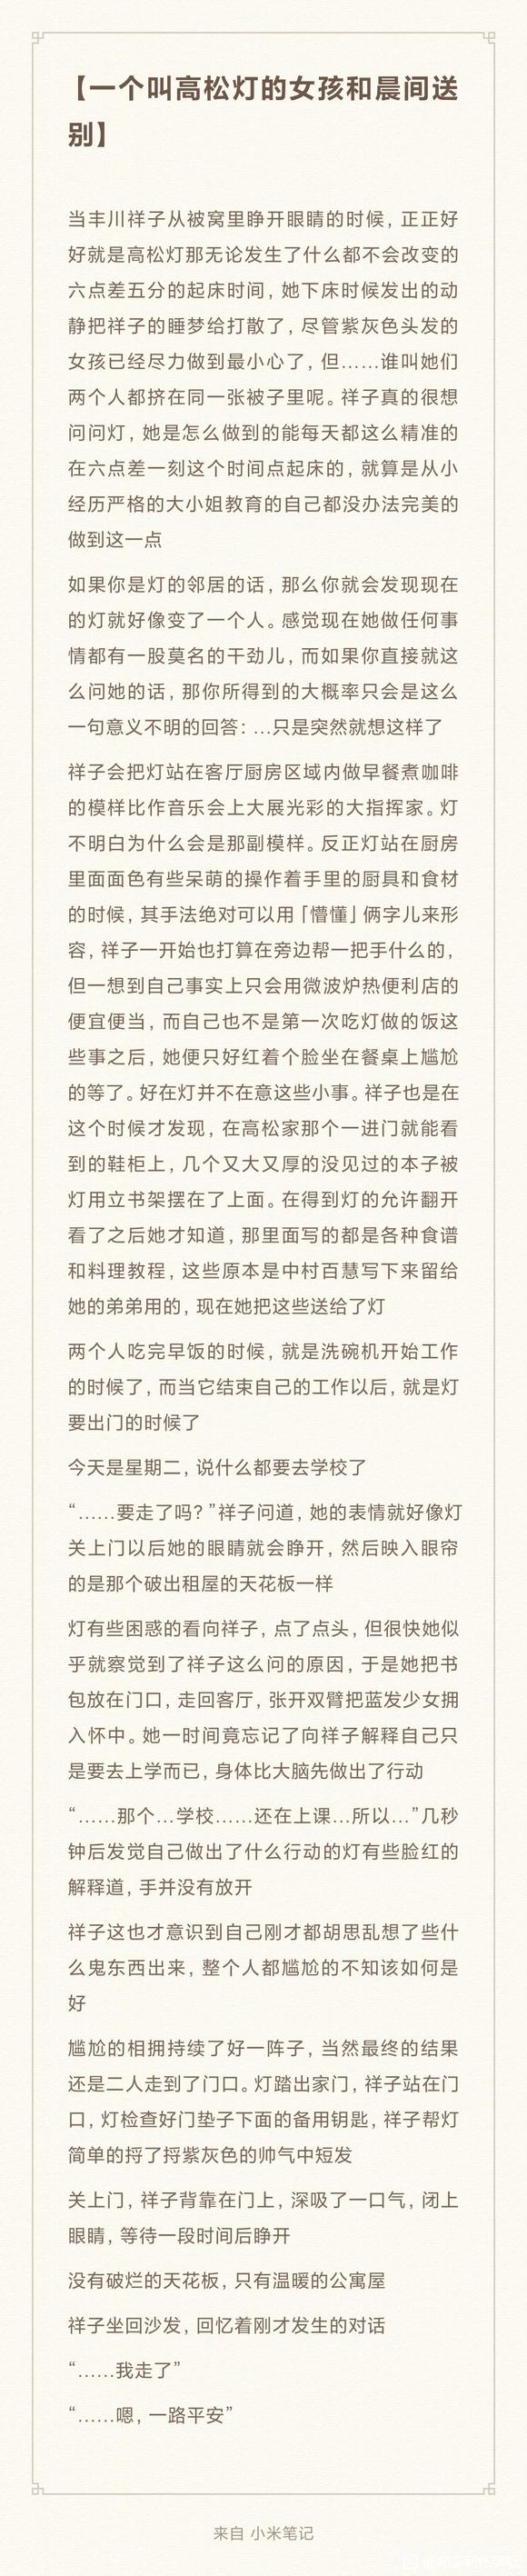 【一个叫高松灯的女孩和晨间送
别】
当丰川祥子从被窝里睁开眼睛的时候，正正好
好就是高松灯那无论发生了什么都不会改变的
六点差五分的起床时间，她下床时候发出的动
静把祥子的睡梦给打散了，尽管紫灰色头发的
女孩已经尽力做到最小心了，但……谁叫她们
两个人都挤在同一张被子里呢。祥子真的很想
问问灯，她是怎么做到的能每天都这么精准的
在六点差一刻这个时间点起床的，就算是从小
经历严格的大小姐教育的自己都没办法完美的
做到这一点
如果你是灯的邻居的话，那么你就会发现现在
的灯就好像变了一个人。感觉现在她做任何事
情都有一股莫名的干劲儿，而如果你直接就这
么问她的话，那你所得到的大概率只会是这么
一句意义不明的回答：…只是突然就想这样了
祥子会把灯站在客厅厨房区域内做早餐煮咖啡
的模样比作音乐会上大展光彩的大指挥家。灯
不明白为什么会是那副模样。反正灯站在厨房
里面面色有些呆萌的操作着手里的厨具和食材
的时候，其手法绝对可以用「懵懂」俩字儿来形
容，祥子一开始也打算在旁边帮一把手什么的，
但一想到自己事实上只会用微波炉热便利店的
便宜便当，而自己也不是第一次吃灯做的饭这
些事之后，她便只好红着个脸坐在餐桌上尴尬
的等了。好在灯并不在意这些小事。祥子也是在
这个时候才发现，在高松家那个一进门就能看
到的鞋柜上，几个又大又厚的没见过的本子被
灯用立书架摆在了上面。在得到灯的允许翻开
看了之后她才知道，那里面写的都是各种食谱
和料理教程，这些原本是中村百慧写下来留给
她的弟弟用的，现在她把这些送给了灯
两个人吃完早饭的时候，就是洗碗机开始工作
的时候了，而当它结束自己的工作以后，就是灯
要出门的时候了
今天是星期二，说什么都要去学校了
“……要走了吗？”祥子问道，她的表情就好像灯
关上门以后她的眼睛就会睁开，然后映入眼帘
的是那个破出租屋的天花板一样
灯有些困惑的看向祥子，点了点头，但很快她似
乎就察觉到了祥子这么问的原因，于是她把书
包放在门口，走回客厅，张开双臂把蓝发少女拥
入怀中。她一时间竟忘记了向祥子解释自己只
是要去上学而已，身体比大脑先做出了行动
“……那个…学校……还在上课…所以…”几秒
钟后发觉自己做出了什么行动的灯有些脸红的
解释道，手并没有放开
祥子这也才意识到自己刚才都胡思乱想了些什
么鬼东西出来，整个人都尴尬的不知该如何是
好
尴尬的相拥持续了好一阵子，当然最终的结果
还是二人走到了门口。灯踏出家门，祥子站在门
口，灯检查好门垫子下面的备用钥匙，祥子帮灯
简单的捋了捋紫灰色的帅气中短发
关上门，祥子背靠在门上，深吸了一口气，闭上
眼睛，等待一段时间后睁开
没有破烂的天花板，只有温暖的公寓屋
祥子坐回沙发，回忆着刚才发生的对话
“……我走了”
“……嗯，一路平安”
来自 小米笔记